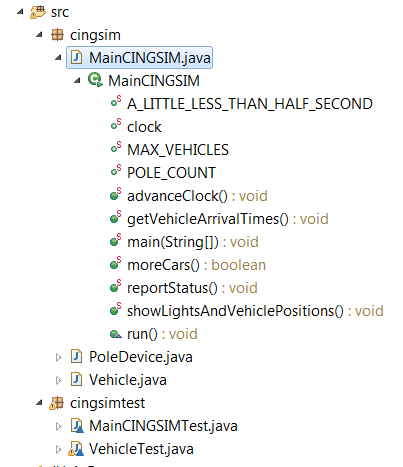 src
cingsim
MainCINGSIM.java
MainCINGSIM
A_LITTLE_LESS_THAN_HALF_SECOND
clock
MAX_VEHICLES
POLE_COUNT
advanceClock() : void
getVehicleArrivalTimes() : void
main(String[]) : void
moreCars() : boolean
reportStatus() : void
showLightsAndVehiclePositions() : void
run() : void
PoleDevice.java
Vehicle.java
cingsimtest
MainCINGSIMTest.java
VehicleTest.java